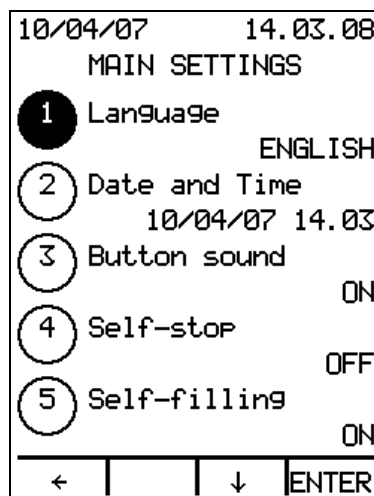 10/04/07 14.03.08
MAIN SETTINGS
1 Language
ENGLISH
2 Date and Time
10/04/07 14.03
3 Button sound
ON
4 Self-stop
OFF
5 Self-filling
ON
← ↓ ENTER